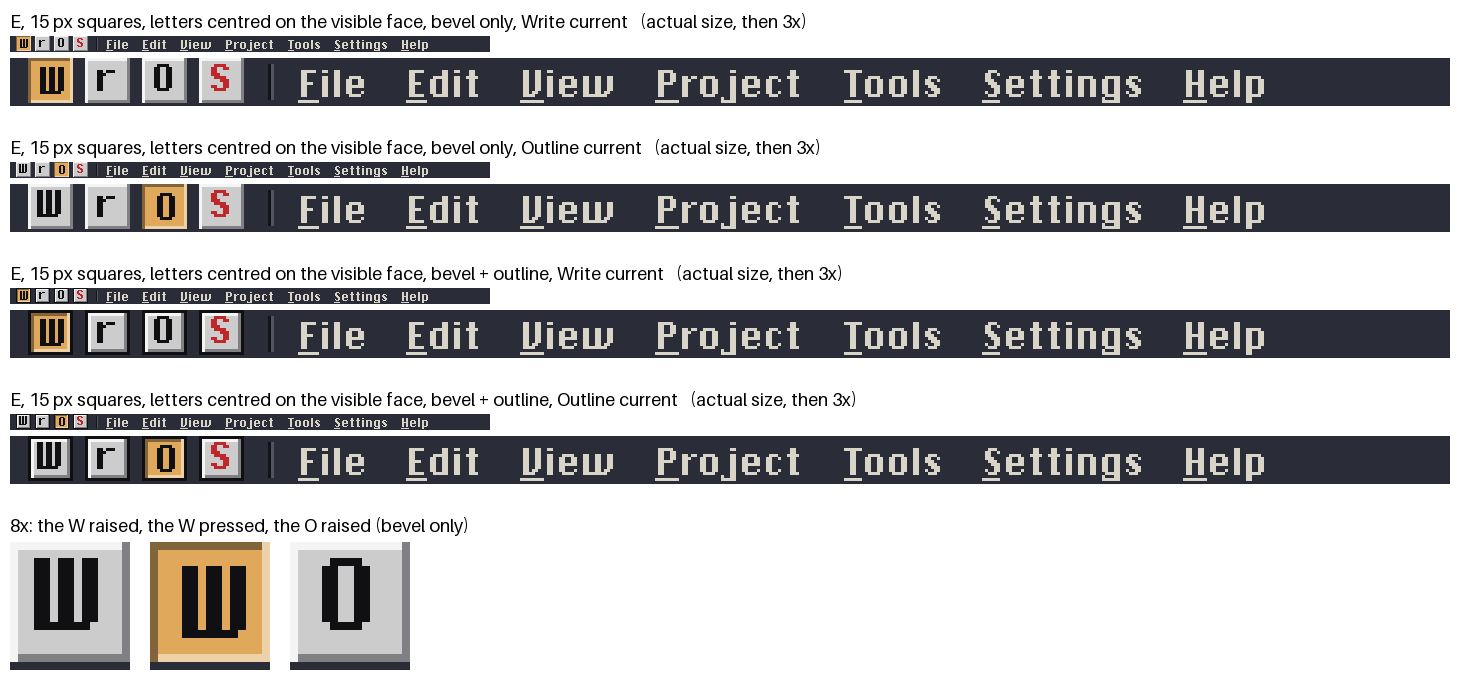 E, 15 px squares, letters centred on the visible face, bevel only, Write current (actual size, then 3x)
W r O S File Edit View Project Tools Settings Help
W r O S File Edit View Project Tools Settings Help
E, 15 px squares, letters centred on the visible face, bevel only, Outline current (actual size, then 3x)
W r O S File Edit View Project Tools Settings Help
W r O S File Edit View Project Tools Settings Help
E, 15 px squares, letters centred on the visible face, bevel + outline, Write current (actual size, then 3x)
W r O S File Edit View Project Tools Settings Help
W r O S File Edit View Project Tools Settings Help
E, 15 px squares, letters centred on the visible face, bevel + outline, Outline current (actual size, then 3x)
W r O S File Edit View Project Tools Settings Help
W r O S File Edit View Project Tools Settings Help
8x: the W raised, the W pressed, the O raised (bevel only)
W W O